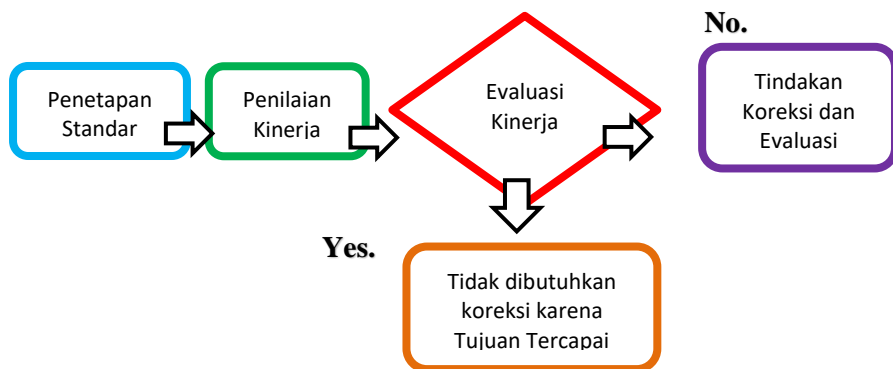 No.
Penetapan
Standar
Penilaian
Kinerja
Evaluasi
Kinerja
Tindakan
Koreksi dan
Evaluasi
Yes.
Tidak dibutuhkan
koreksi karena
Tujuan Tercapai